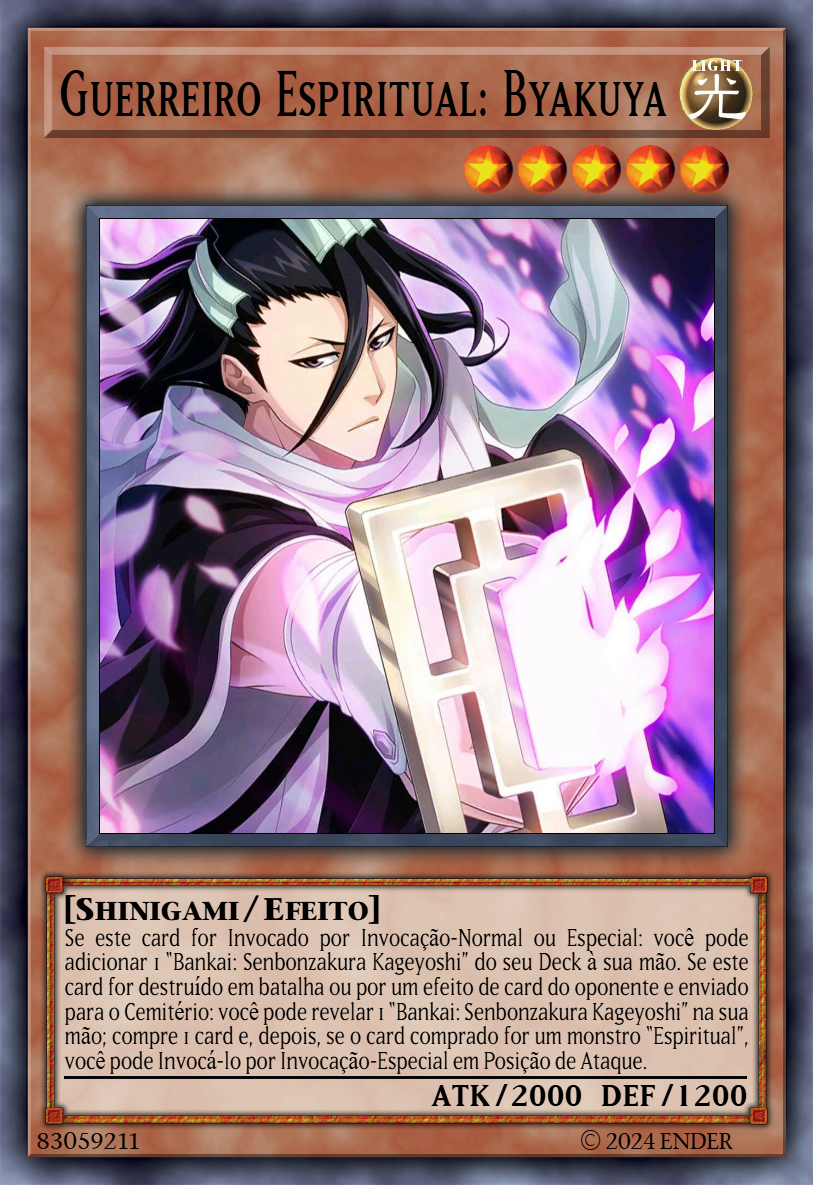 Guerreiro Espiritual: Byakuya
LIGHT
光
[Shinigami/Efeito]
Se este card for Invocado por Invocação-Normal ou Especial: você pode
adicionar 1 "Bankai: Senbonzakura Kageyoshi" do seu Deck à sua mão. Se este
card for destruído em batalha ou por um efeito de card do oponente e enviado
para o Cemitério: você pode revelar 1 "Bankai: Senbonzakura Kageyoshi" na sua
mão; compre 1 card e, depois, se o card comprado for um monstro "Espiritual",
você pode Invocá-lo por Invocação-Especial em Posição de Ataque.
ATK/2000 DEF/1200
83059211 © 2024 ENDER